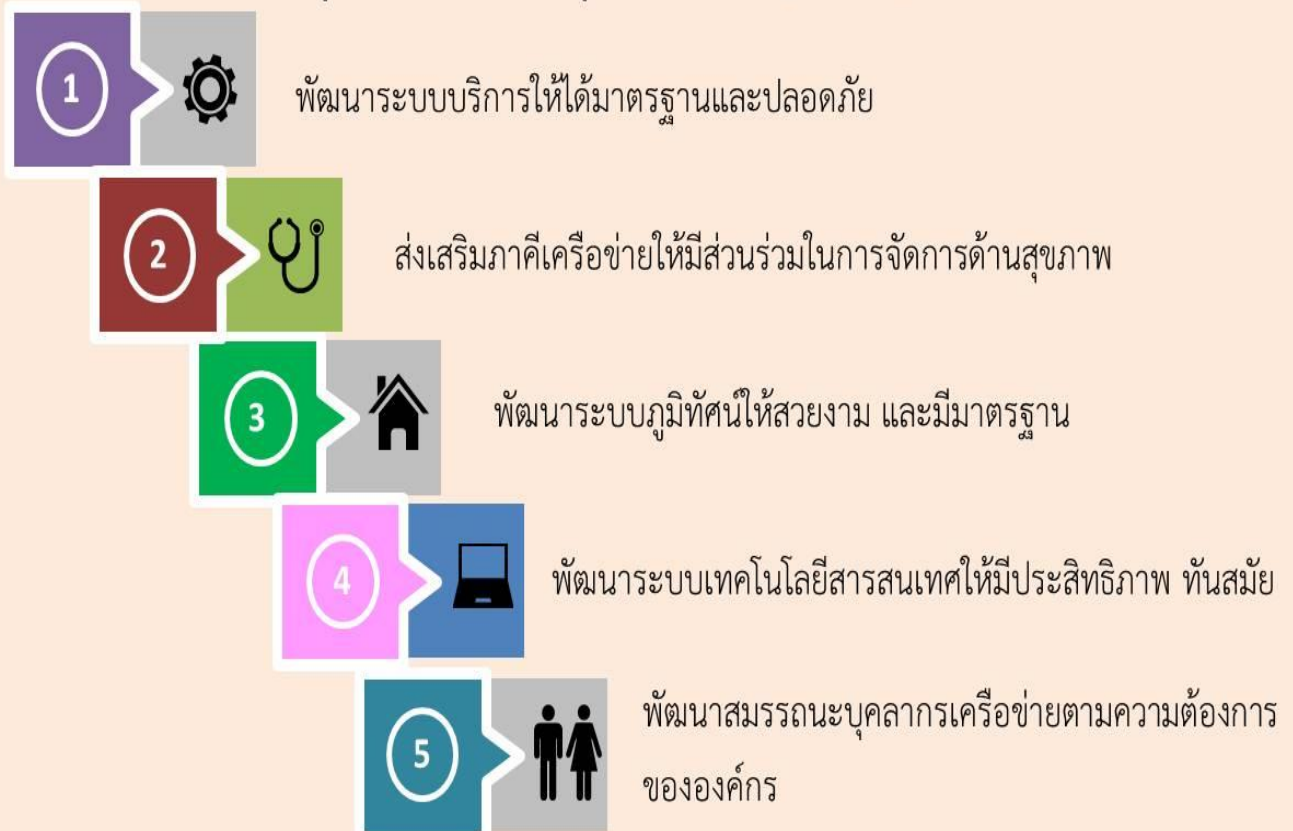 1
พัฒนาระบบบริการให้ได้มาตรฐานและปลอดภัย
2
ส่งเสริมภาคีเครือข่ายให้มีส่วนร่วมในการจัดการด้านสุขภาพ
3
พัฒนาระบบภูมิทัศน์ให้สวยงาม และมีมาตรฐาน
4
พัฒนาระบบเทคโนโลยีสารสนเทศให้มีประสิทธิภาพ ทันสมัย
5
พัฒนาสมรรถนะบุคลากรเครือข่ายตามความต้องการ
ขององค์กร